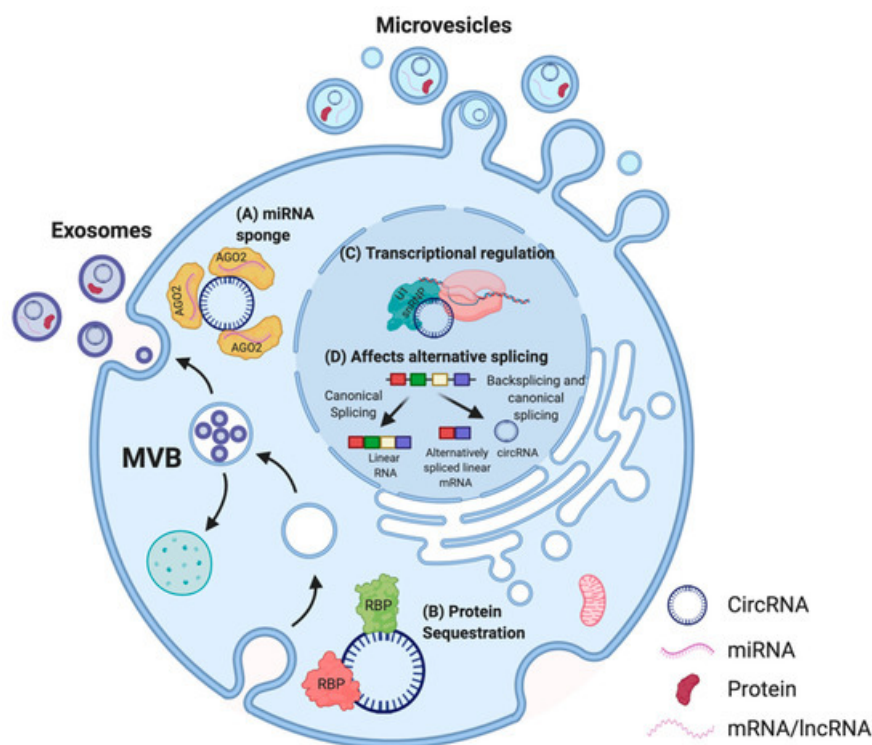 Microvesicles
(A) miRNA
sponge
Exosomes
AGO2
AGO2
AGO2
(C) Transcriptional regulation
U1
snRNP
(D) Affects alternative splicing
Canonical
Splicing
Backsplicing and
canonical
splicing
Linear
RNA
Alternatively
spliced linear
mRNA
circRNA
MVB
RBP
RBP
(B) Protein
Sequestration
CircRNA
miRNA
Protein
mRNA/lncRNA